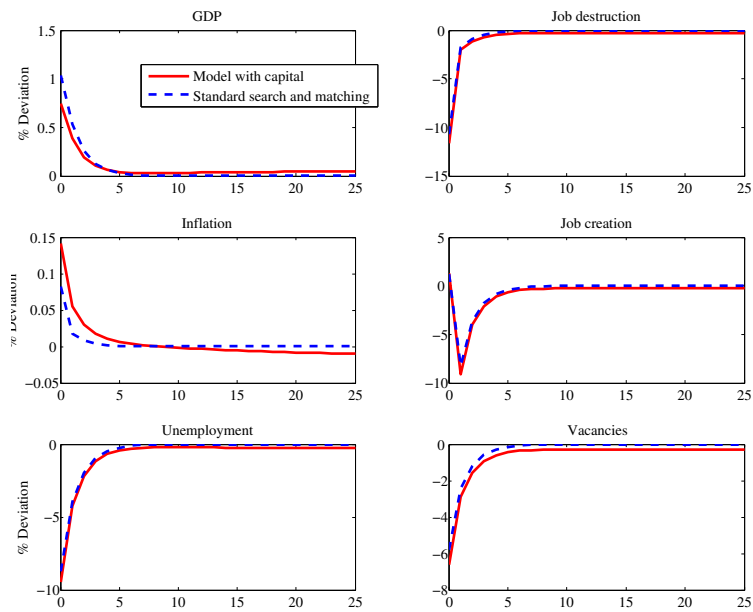 GDP
1.5
1
0.5
0
% Deviation
Model with capital
Standard search and matching
0 5 10 15 20 25
Job destruction
0
−5
−10
−15
0 5 10 15 20 25
Inflation
0.15
0.1
0.05
0
−0.05
% Deviation
0 5 10 15 20 25
Job creation
5
0
−5
−10
0 5 10 15 20 25
Unemployment
0
−5
−10
% Deviation
0 5 10 15 20 25
Vacancies
0
−2
−4
−6
−8
0 5 10 15 20 25